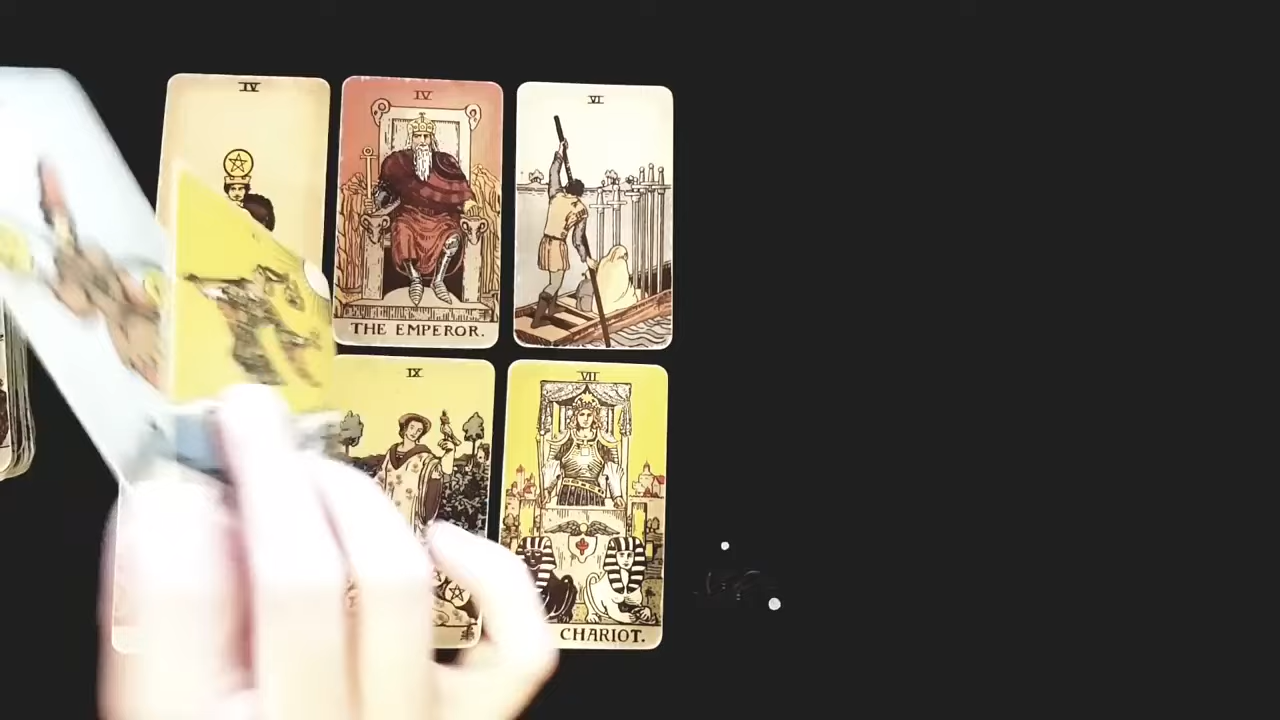 IV
IV
VI
THE EMPEROR.
IX
VII
CHARIOT.